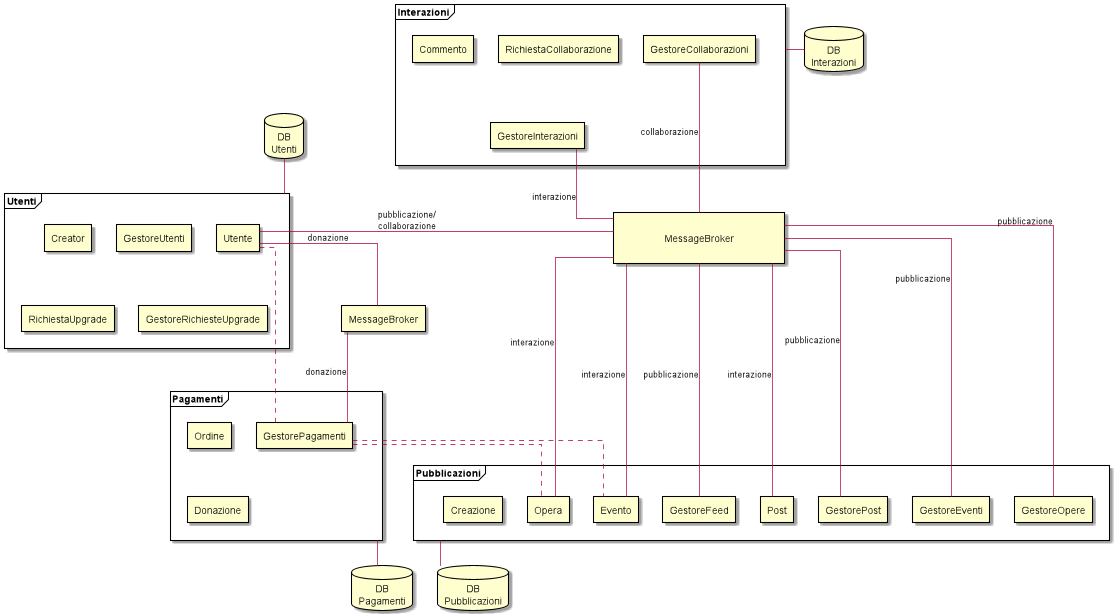 Interazioni
Commento
RichiestaCollaborazione
GestoreCollaborazioni
DB
Interazioni
GestoreInterazioni
collaborazione
DB
Utenti
interazione
Utenti
pubblicazione/
collaborazione
pubblicazione
Creator
GestoreUtenti
Utente
donazione
MessageBroker
pubblicazione
RichiestaUpgrade
GestoreRichiesteUpgrade
MessageBroker
interazione
pubblicazione
donazione
interazione
pubblicazione
interazione
Pagamenti
Ordine
GestorePagamenti
Pubblicazioni
Donazione
Creazione
Opera
Evento
GestoreFeed
Post
GestorePost
GestoreEventi
GestoreOpere
DB
Pagamenti
DB
Pubblicazioni